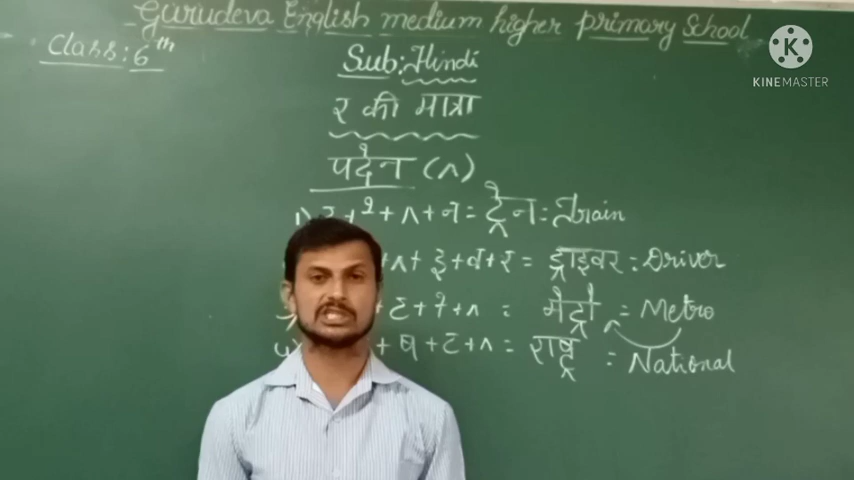 Gurudeva English medium higher primary School
Class: 6th
Sub: Hindi
र की मात्रा
पदेन (^)
+ ^ + न = ट्रेन = Train
+ ^ + इ + व + र = ड्राइवर = Driver
+ ^ = मेट्रो = Metro
+ ष + ट + ^ = राष्ट्र = National
KINEMASTER